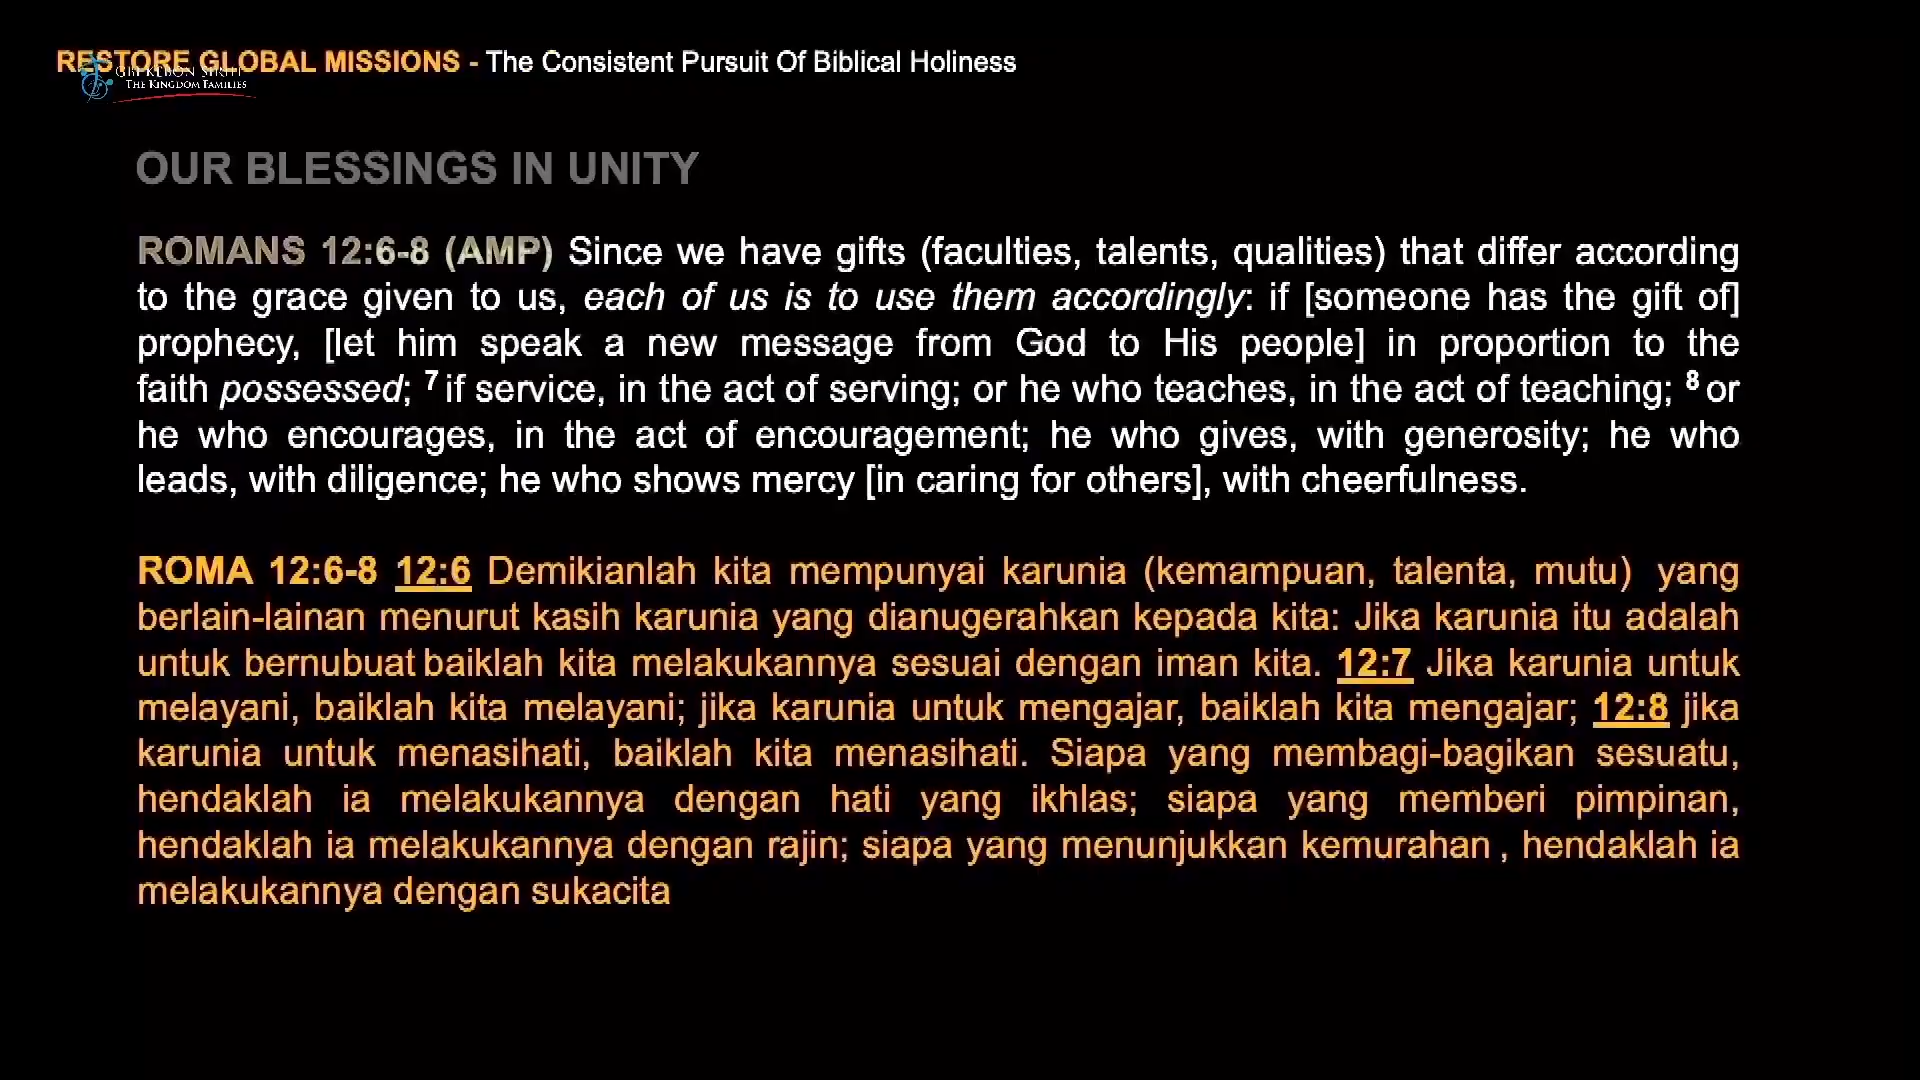 RESTORE GLOBAL MISSIONS - The Consistent Pursuit Of Biblical Holiness
THE KINGDOM FAMILIES
OUR BLESSINGS IN UNITY
ROMANS 12:6-8 (AMP) Since we have gifts (faculties, talents, qualities) that differ according
to the grace given to us, each of us is to use them accordingly: if [someone has the gift of]
prophecy, [let him speak a new message from God to His people] in proportion to the
faith possessed; 7 if service, in the act of serving; or he who teaches, in the act of teaching; 8 or
he who encourages, in the act of encouragement; he who gives, with generosity; he who
leads, with diligence; he who shows mercy [in caring for others], with cheerfulness.
ROMA 12:6-8 12:6 Demikianlah kita mempunyai karunia (kemampuan, talenta, mutu) yang
berlain-lainan menurut kasih karunia yang dianugerahkan kepada kita: Jika karunia itu adalah
untuk bernubuat baiklah kita melakukannya sesuai dengan iman kita. 12:7 Jika karunia untuk
melayani, baiklah kita melayani; jika karunia untuk mengajar, baiklah kita mengajar; 12:8 jika
karunia untuk menasihati, baiklah kita menasihati. Siapa yang membagi-bagikan sesuatu,
hendaklah ia melakukannya dengan hati yang ikhlas; siapa yang memberi pimpinan,
hendaklah ia melakukannya dengan rajin; siapa yang menunjukkan kemurahan , hendaklah ia
melakukannya dengan sukacita